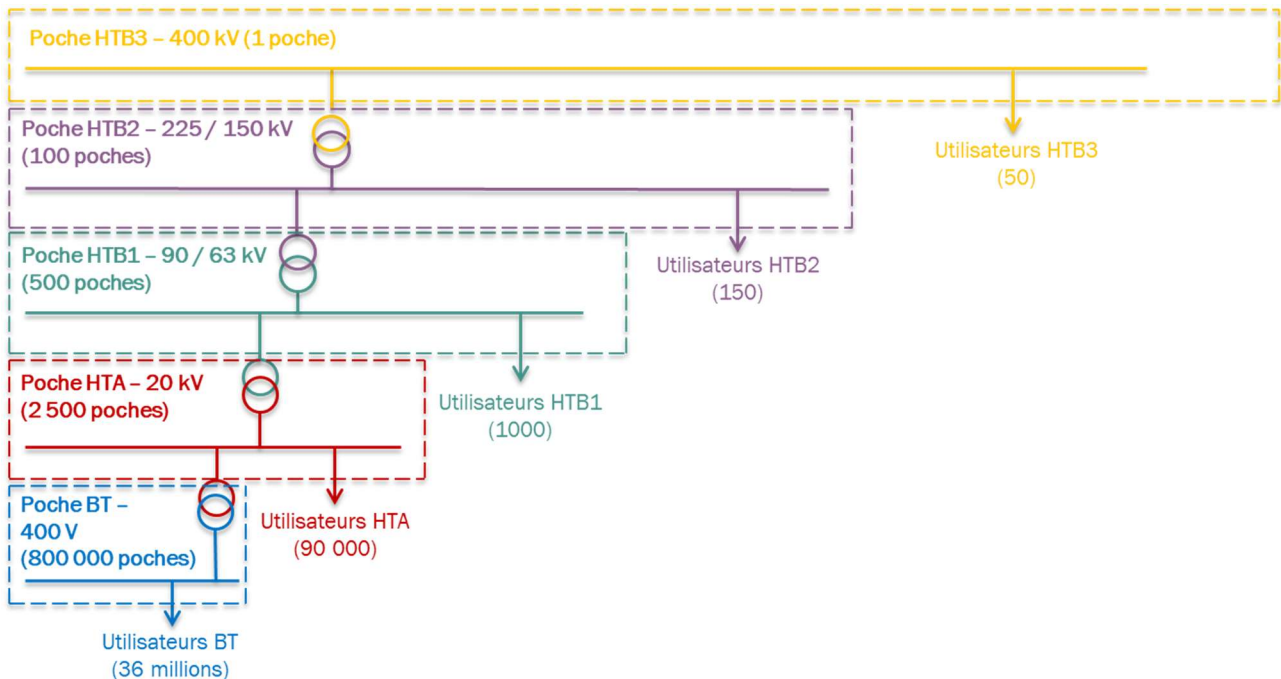 Poche HTB3 – 400 kV (1 poche)
Poche HTB2 – 225 / 150 kV
(100 poches)
Utilisateurs HTB3
(50)
Poche HTB1 – 90 / 63 kV
(500 poches)
Utilisateurs HTB2
(150)
Poche HTA – 20 kV
(2 500 poches)
Utilisateurs HTB1
(1000)
Poche BT –
400 V
(800 000 poches)
Utilisateurs HTA
(90 000)
Utilisateurs BT
(36 millions)